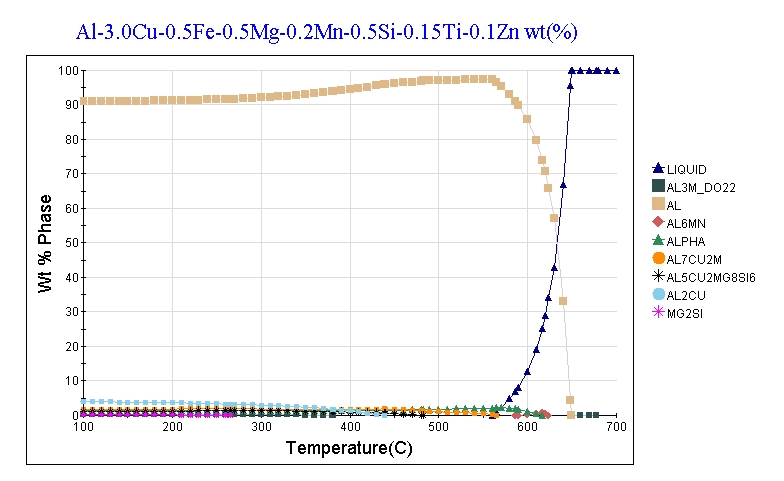 Al-3.0Cu-0.5Fe-0.5Mg-0.2Mn-0.5Si-0.15Ti-0.1Zn wt(%)
100
90
80
70
60
50
40
30
20
10
0
Wt % Phase
100 200 300 400 500 600 700
Temperature(C)
LIQUID
AL3M_DO22
AL
AL6MN
ALPHA
AL7CU2M
AL5CU2MG8SI6
AL2CU
MG2SI